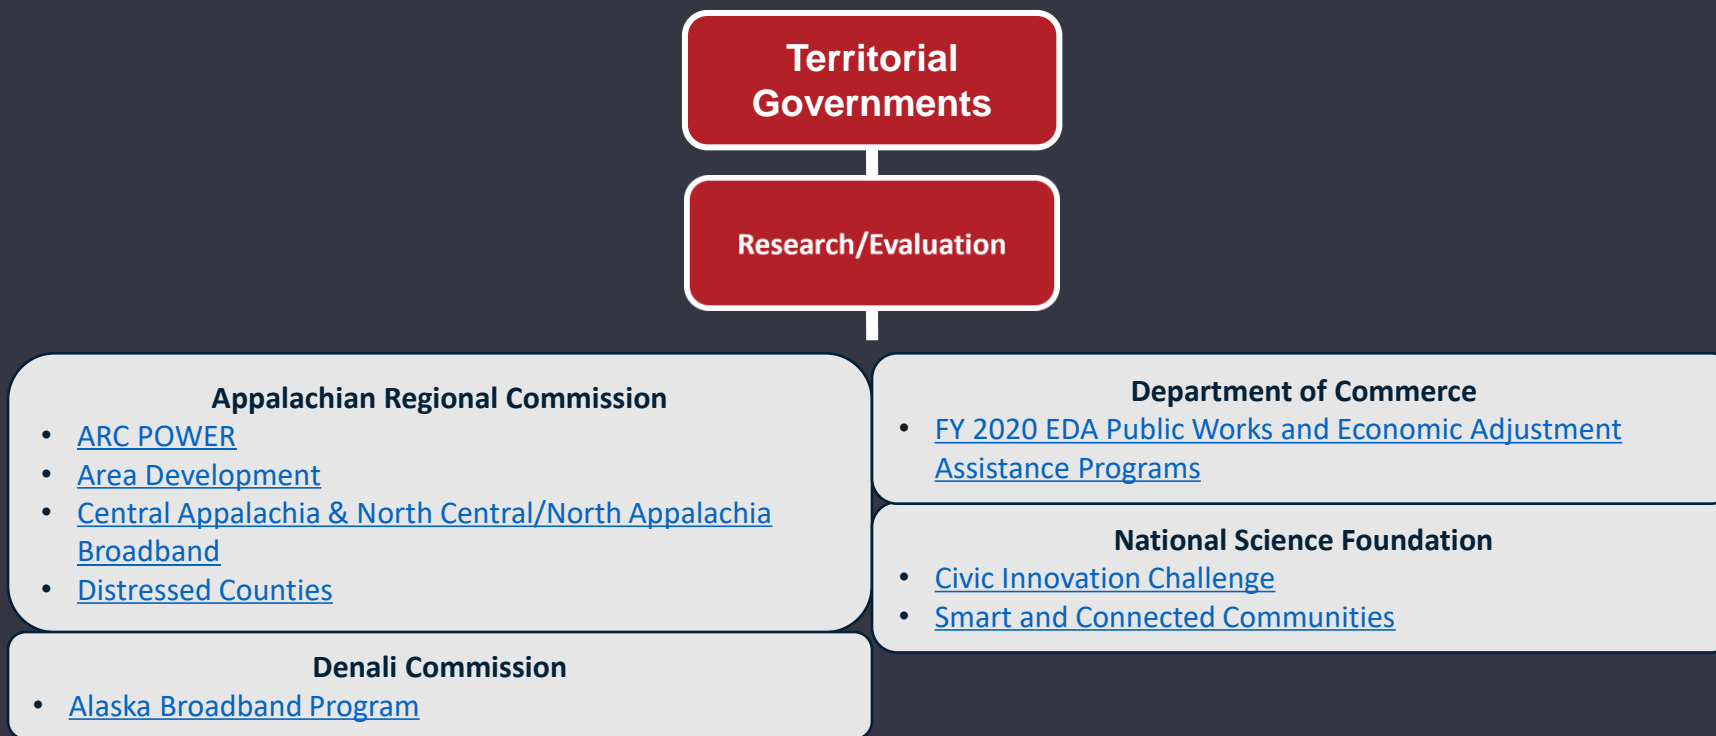 Territorial
Governments
Research/Evaluation
Appalachian Regional Commission
• ARC POWER
• Area Development
• Central Appalachia & North Central/North Appalachia
Broadband
• Distressed Counties
Denali Commission
• Alaska Broadband Program
Department of Commerce
• FY 2020 EDA Public Works and Economic Adjustment
Assistance Programs
National Science Foundation
• Civic Innovation Challenge
• Smart and Connected Communities